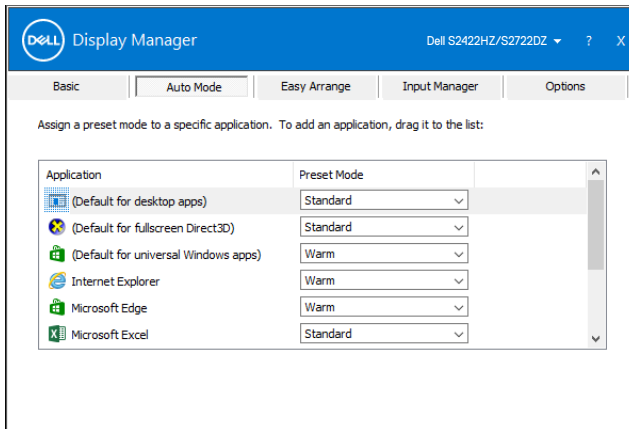 DELL Display Manager Dell S2422HZ/S2722DZ ? X
Basic Auto Mode Easy Arrange Input Manager Options
Assign a preset mode to a specific application. To add an application, drag it to the list:
Application Preset Mode
(Default for desktop apps) Standard
(Default for fullscreen Direct3D) Standard
(Default for universal Windows apps) Warm
Internet Explorer Warm
Microsoft Edge Warm
Microsoft Excel Standard